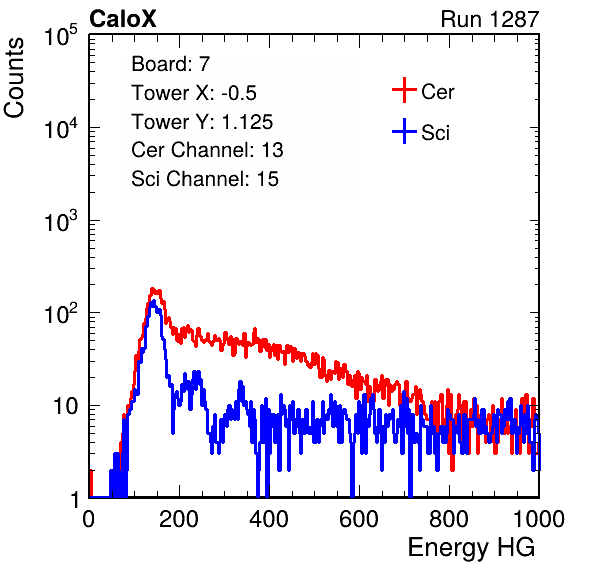 CaloX Run 1287
Counts
Board: 7
Tower X: -0.5
Tower Y: 1.125
Cer Channel: 13
Sci Channel: 15
Cer
Sci
10^5
10^4
10^3
10^2
10
1
0 200 400 600 800 1000
Energy HG